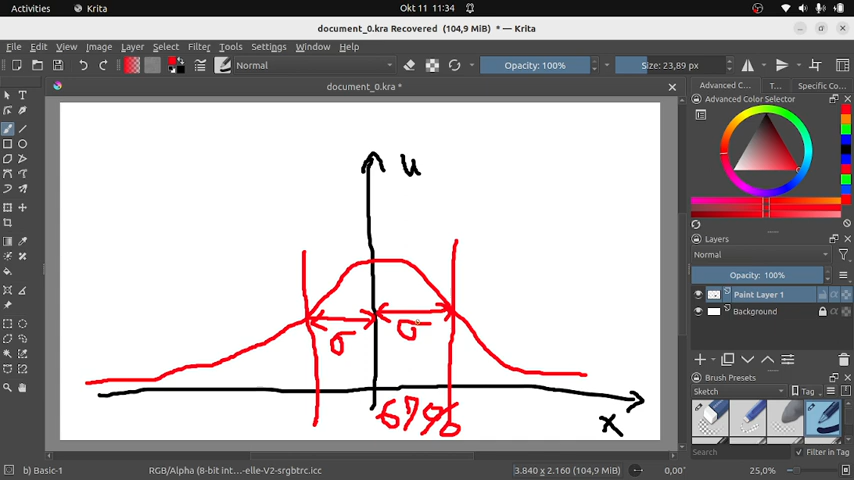 Activities Krita Okt 11 11:34
document_0.kra Recovered (104,9 MiB) * — Krita
File Edit View Image Layer Select Filter Tools Settings Window Help
Normal Opacity: 100% Size: 23,89 px
document_0.kra *
Advanced C... T... Specific Co...
Advanced Color Selector
Layers
Normal
Opacity: 100%
Paint Layer 1
Background
u
σ σ
67%
x
Brush Presets
Sketch Tag
Search Filter in Tag
b) Basic-1 RGB/Alpha (8-bit int...-elle-V2-srgbtrc.icc 3.840 x 2.160 (104,9 MiB) 0,00° 25,0%